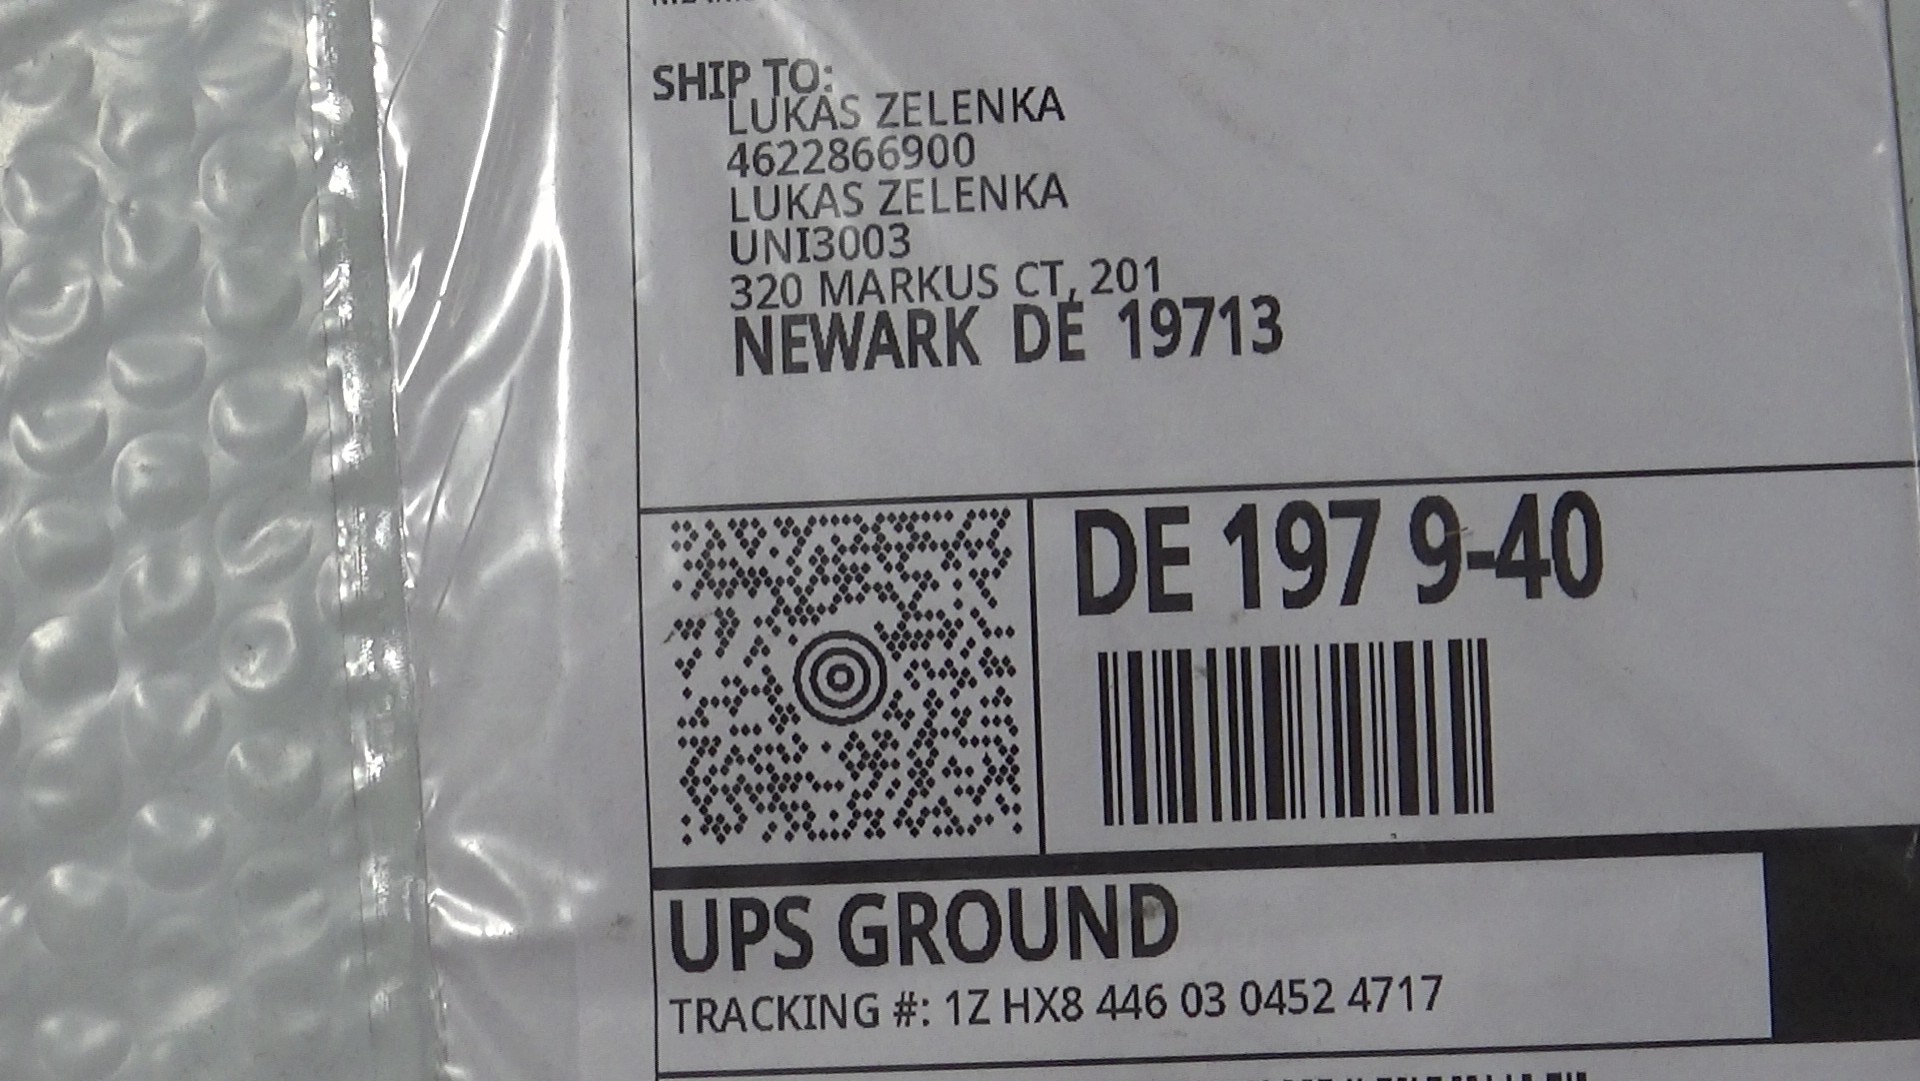 SHIP TO:
LUKAS ZELENKA
4622866900
LUKAS ZELENKA
UNI3003
320 MARKUS CT, 201
NEWARK DE 19713
DE 197 9-40
UPS GROUND
TRACKING #: 1Z HX8 446 03 0452 4717